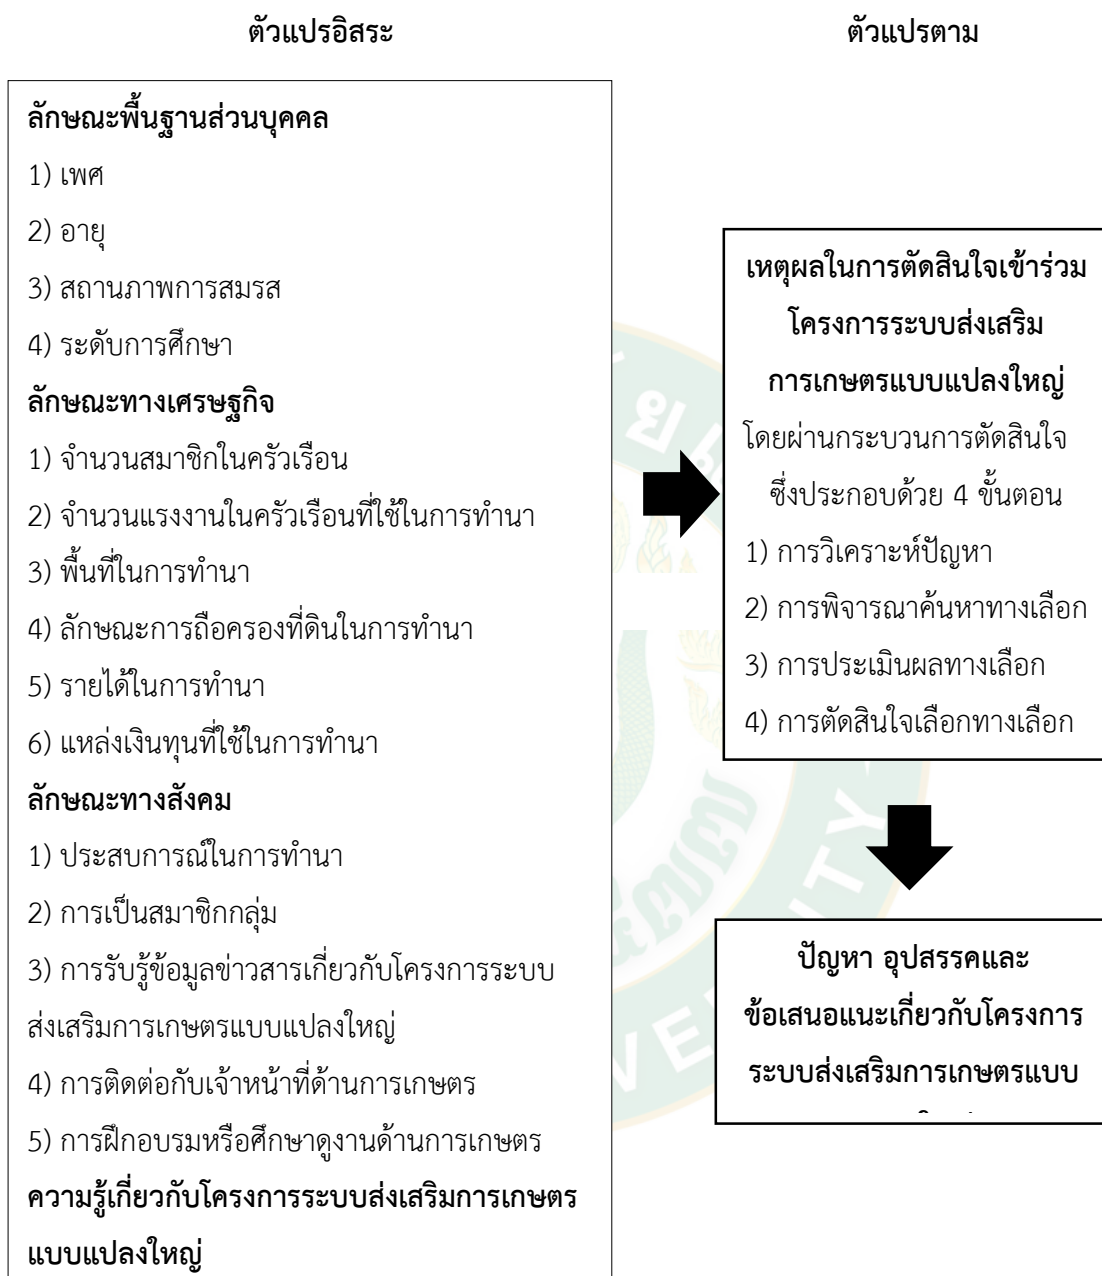 ตัวแปรอิสระ
ตัวแปรตาม
ลักษณะพื้นฐานส่วนบุคคล
1) เพศ
2) อายุ
3) สถานภาพการสมรส
4) ระดับการศึกษา
ลักษณะทางเศรษฐกิจ
1) จำนวนสมาชิกในครัวเรือน
2) จำนวนแรงงานในครัวเรือนที่ใช้ในการทำนา
3) พื้นที่ในการทำนา
4) ลักษณะการถือครองที่ดินในการทำนา
5) รายได้ในการทำนา
6) แหล่งเงินทุนที่ใช้ในการทำนา
ลักษณะทางสังคม
1) ประสบการณ์ในการทำนา
2) การเป็นสมาชิกกลุ่ม
3) การรับรู้ข้อมูลข่าวสารเกี่ยวกับโครงการระบบ
ส่งเสริมการเกษตรแบบแปลงใหญ่
4) การติดต่อกับเจ้าหน้าที่ด้านการเกษตร
5) การฝึกอบรมหรือศึกษาดูงานด้านการเกษตร
ความรู้เกี่ยวกับโครงการระบบส่งเสริมการเกษตร
แบบแปลงใหญ่
เหตุผลในการตัดสินใจเข้าร่วม
โครงการระบบส่งเสริม
การเกษตรแบบแปลงใหญ่
โดยผ่านกระบวนการตัดสินใจ
ซึ่งประกอบด้วย 4 ขั้นตอน
1) การวิเคราะห์ปัญหา
2) การพิจารณาค้นหาทางเลือก
3) การประเมินผลทางเลือก
4) การตัดสินใจเลือกทางเลือก
ปัญหา อุปสรรคและ
ข้อเสนอแนะเกี่ยวกับโครงการ
ระบบส่งเสริมการเกษตรแบบ